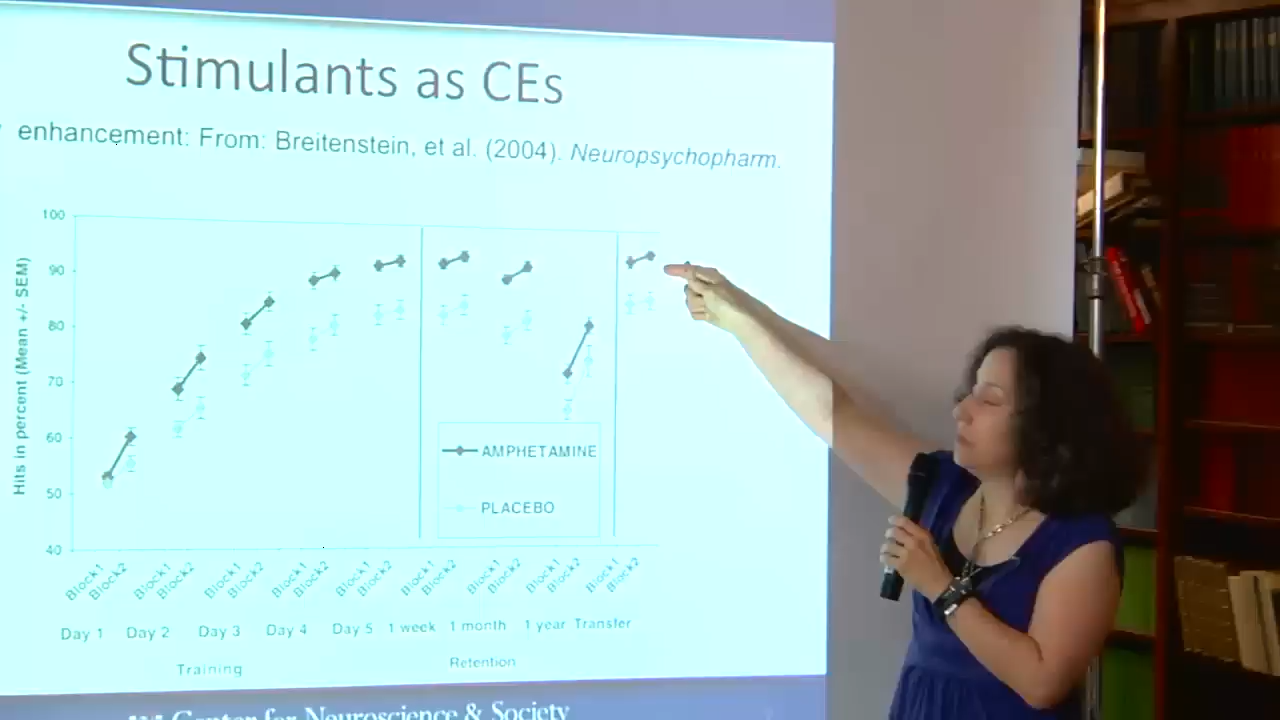 Stimulants as CEs
enhancement: From: Breitenstein, et al. (2004). Neuropsychopharm.
Hits in percent (Mean +/- SEM)
100
90
80
70
60
50
40
AMPHETAMINE
PLACEBO
Block1 Block2 Block1 Block2 Block1 Block2 Block1 Block2 Block1 Block2 Block1 Block2 Block1 Block2 Block1 Block2 Block1 Block2
Day 1 Day 2 Day 3 Day 4 Day 5 1 week 1 month 1 year Transfer
Training Retention
Center for Neuroscience & Society